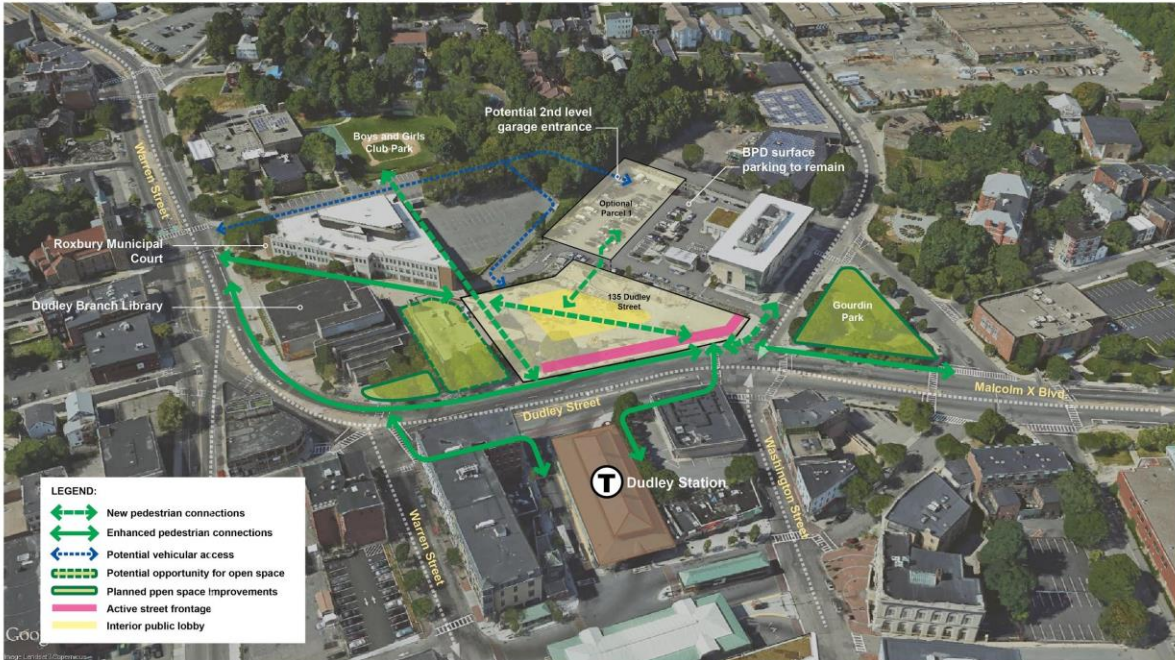 Potential 2nd level
garage entrance
Boys and Girls
Club Park
BPD surface
parking to remain
Warren Street
Optional
Parcel 1
Roxbury Municipal
Court
Dudley Branch Library
135 Dudley
Street
Gourdin
Park
Malcolm X Blvd.
Dudley Street
T
Dudley Station
Washington Street
Warren Street
LEGEND:
New pedestrian connections
Enhanced pedestrian connections
Potential vehicular access
Potential opportunity for open space
Planned ppen space Improvements
Active street frontage
Interior public lobby